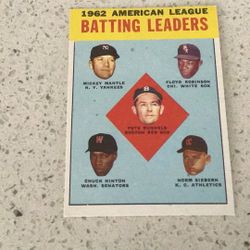 1962 AMERICAN LEAGUE
BATTING LEADERS
MICKEY MANTLE
N. Y. YANKEES
FLOYD ROBINSON
CHI. WHITE SOX
PETE RUNNELS
BOSTON RED SOX
CHUCK HINTON
WASH. SENATORS
NORM SIEBERN
K. C. ATHLETICS